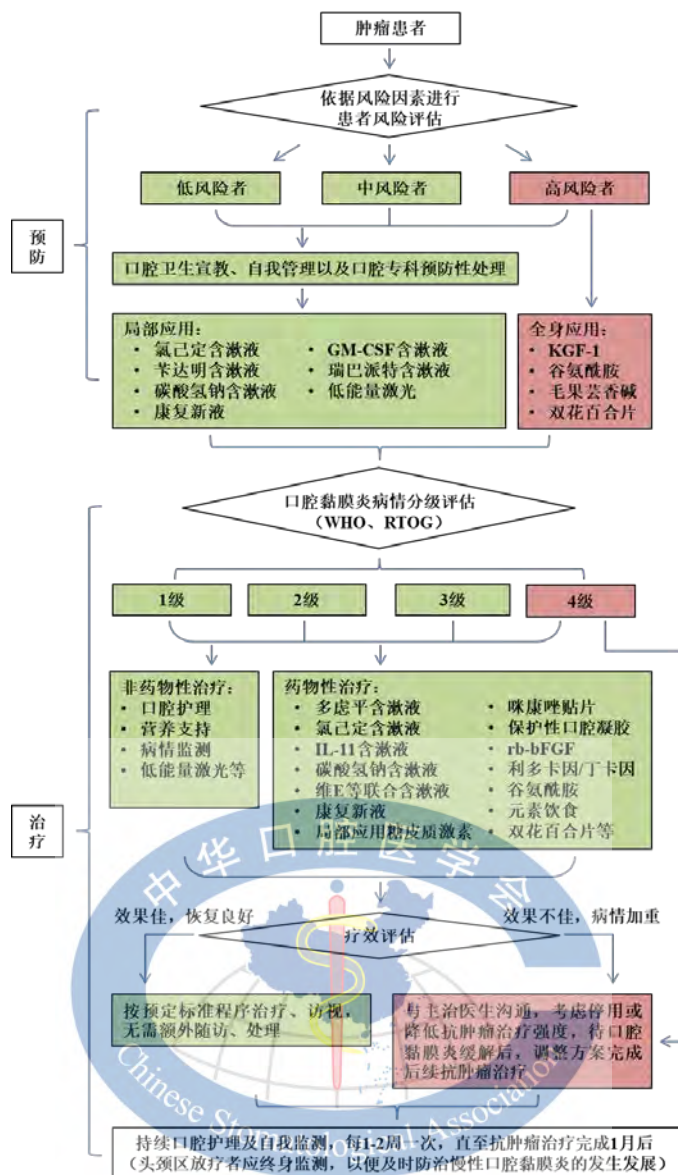 肿瘤患者
依据风险因素进行
患者风险评估
低风险者
中风险者
高风险者
预
防
口腔卫生宣教、自我管理以及口腔专科预防性处理
局部应用：
• 氯己定含漱液
• 苄达明含漱液
• 碳酸氢钠含漱液
• 康复新液
• GM-CSF含漱液
• 瑞巴派特含漱液
• 低能量激光
全身应用：
• KGF-1
• 谷氨酰胺
• 毛果芸香碱
• 双花百合片
口腔黏膜炎病情分级评估
（WHO、RTOG）
1级
2级
3级
4级
非药物性治疗：
• 口腔护理
• 营养支持
• 病情监测
• 低能量激光等
药物性治疗：
• 多虑平含漱液
• 氯己定含漱液
• IL-11含漱液
• 碳酸氢钠含漱液
• 维E等联合含漱液
• 康复新液
• 局部应用糖皮质激素
• 咪康唑贴片
• 保护性口腔凝胶
• rb-bFGF
• 利多卡因/丁卡因
• 谷氨酰胺
• 元素饮食
• 双花百合片等
治
疗
中华口腔医学会
效果佳，恢复良好
疗效评估
效果不佳，病情加重
按预定标准程序治疗、访视，
无需额外随访、处理
与主治医生沟通，考虑停用或
降低抗肿瘤治疗强度，待口腔
黏膜炎缓解后，调整方案完成
后续抗肿瘤治疗
Chinese Stomatological Association
持续口腔护理及自我监测，每1-2周一次，直至抗肿瘤治疗完成1月后
（头颈区放疗者应终身监测，以便及时防治慢性口腔黏膜炎的发生发展）